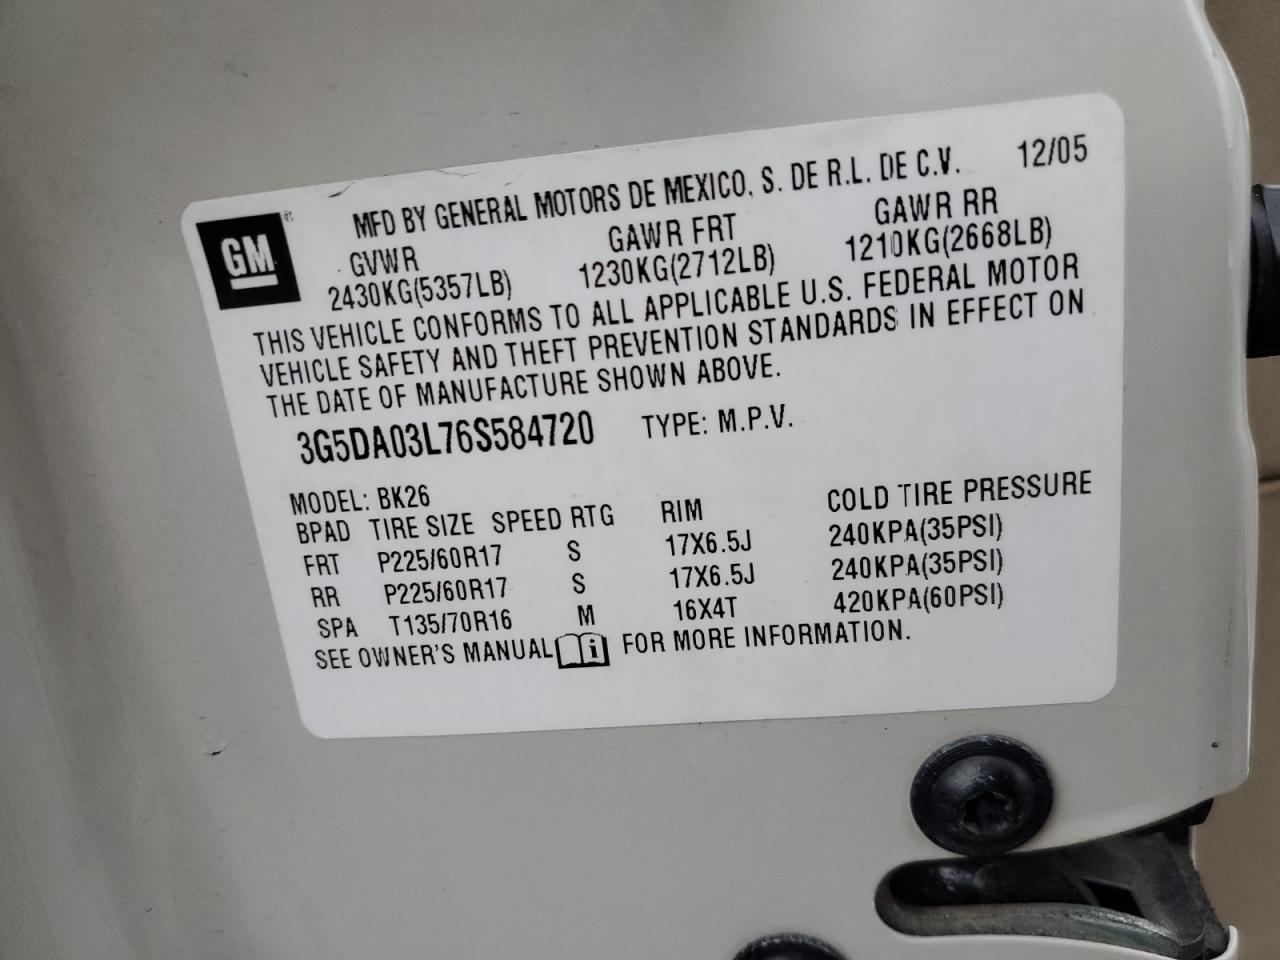 GM
MFD BY GENERAL MOTORS DE MEXICO, S. DE R.L. DE C.V. 12/05
GVWR GAWR FRT GAWR RR
2430KG(5357LB) 1230KG(2712LB) 1210KG(2668LB)
THIS VEHICLE CONFORMS TO ALL APPLICABLE U.S. FEDERAL MOTOR
VEHICLE SAFETY AND THEFT PREVENTION STANDARDS IN EFFECT ON
THE DATE OF MANUFACTURE SHOWN ABOVE.
3G5DA03L76S584720 TYPE: M.P.V.
MODEL: BK26
BPAD TIRE SIZE SPEED RTG RIM COLD TIRE PRESSURE
FRT P225/60R17 S 17X6.5J 240KPA(35PSI)
RR P225/60R17 S 17X6.5J 240KPA(35PSI)
SPA T135/70R16 M 16X4T 420KPA(60PSI)
SEE OWNER'S MANUAL i FOR MORE INFORMATION.